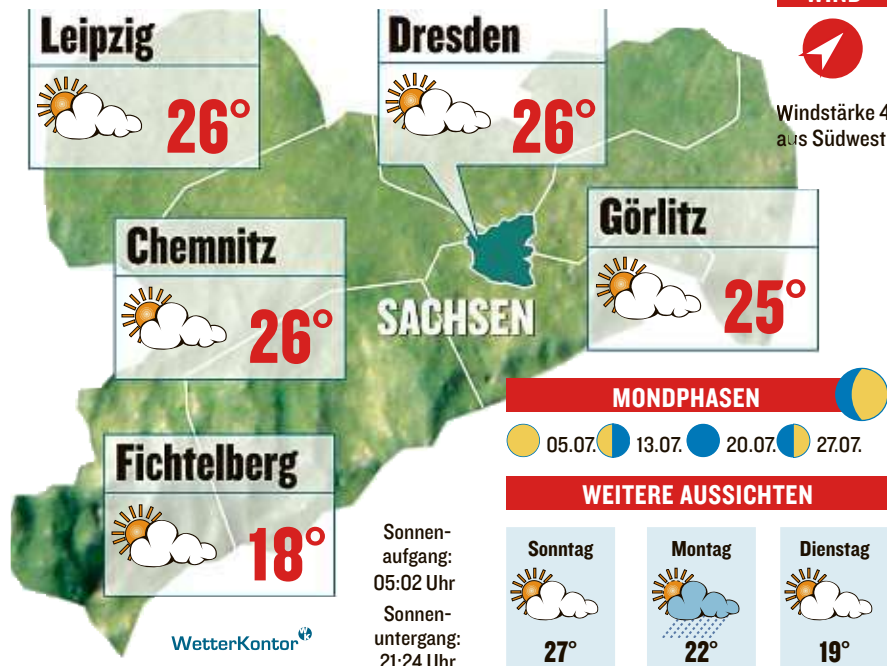 Leipzig
26°
Dresden
26°
Windstärke 4
aus Südwest
Chemnitz
26°
Görlitz
25°
SACHSEN
Fichtelberg
18°
MONDPHASEN
05.07. 13.07. 20.07. 27.07.
WEITERE AUSSICHTEN
Sonntag
27°
Montag
22°
Dienstag
19°
Sonnen-
aufgang:
05:02 Uhr
Sonnen-
untergang:
21:24 Uhr
WetterKontor